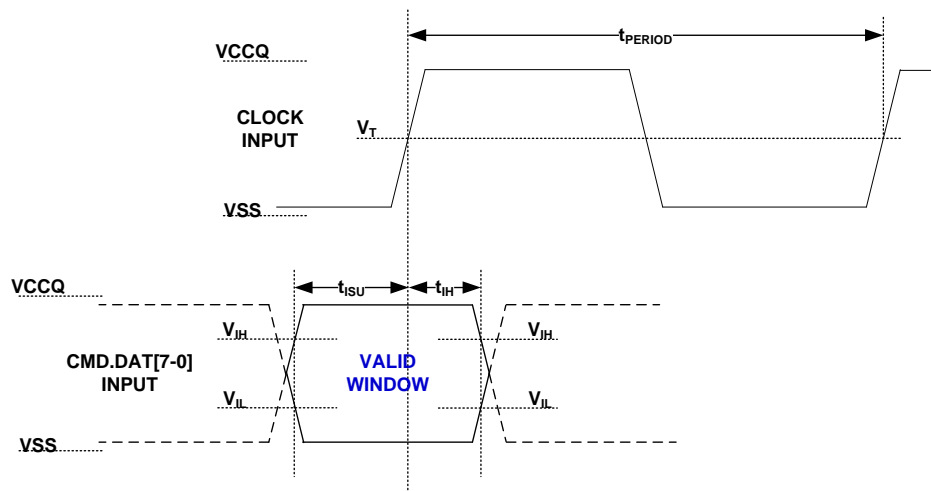 tPERIOD
VCCQ
CLOCK
INPUT
VT
VSS
VCCQ
tISU
tIH
VIH
VIH
CMD.DAT[7-0]
INPUT
VALID
WINDOW
VIL
VIL
VSS